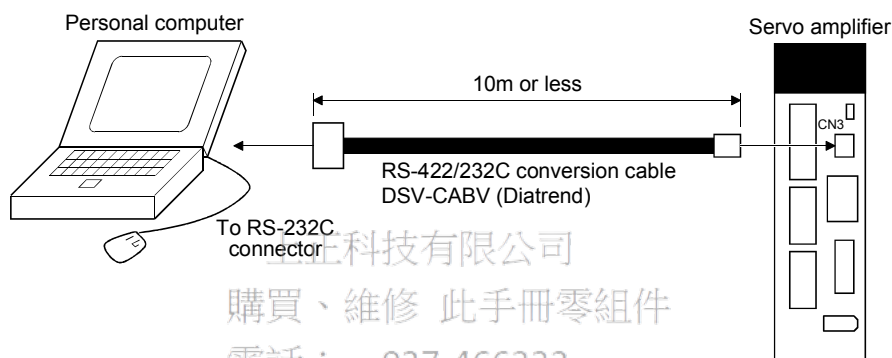 Personal computer
Servo amplifier
10m or less
CN3
RS-422/232C conversion cable
DSV-CABV (Diatrend)
To RS-232C
connector
正科技有限公司
購買、維修 此手冊零組件